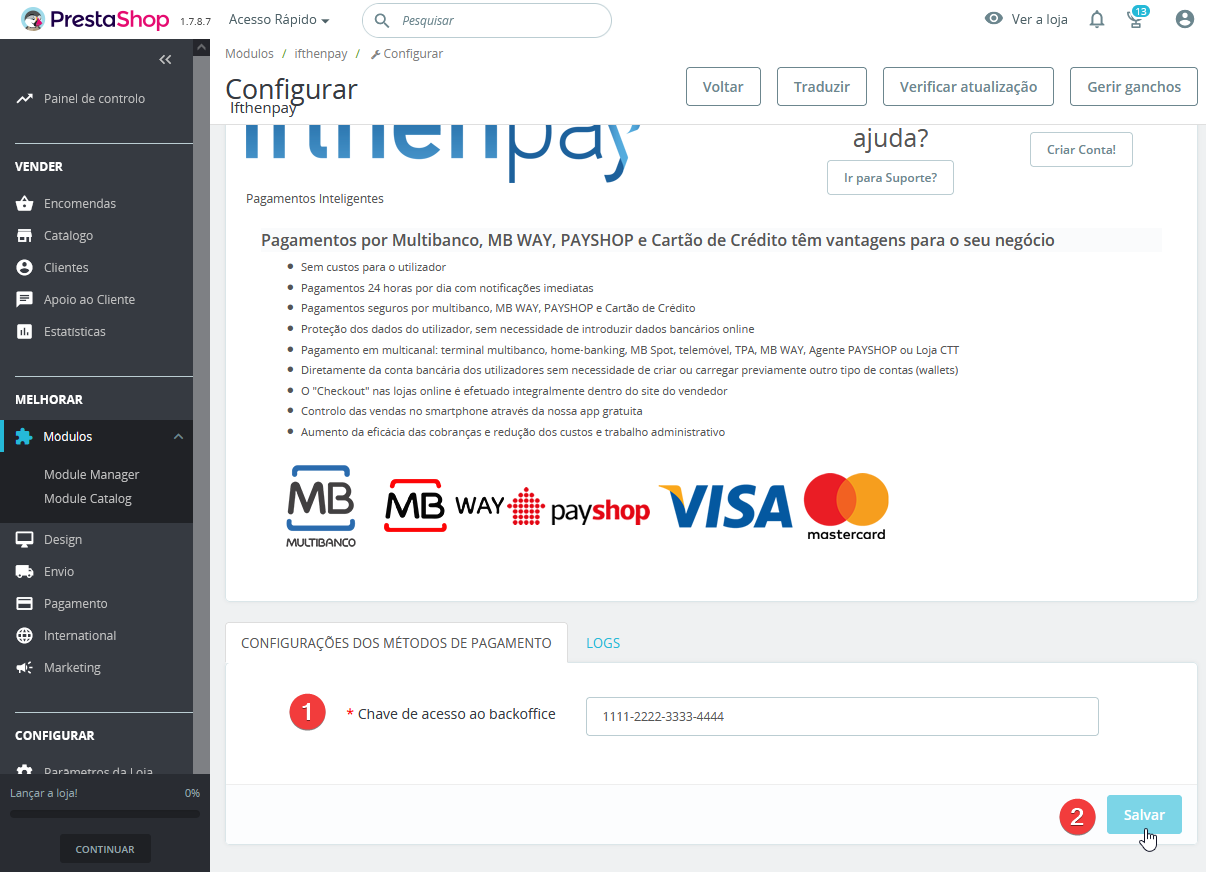 PrestaShop 1.7.8.7 Acesso Rápido Pesquisar Ver a loja 13
Módulos / ifthenpay / Configurar
Configurar
Ifthenpay
Voltar Traduzir Verificar atualização Gerir ganchos
Painel de controlo
VENDER
Encomendas
Catálogo
Clientes
Apoio ao Cliente
Estatísticas
MELHORAR
Módulos
Module Manager
Module Catalog
Design
Envio
Pagamento
International
Marketing
CONFIGURAR
Parâmetros da Loja
Lançar a loja! 0%
CONTINUAR
ifthenpay
Pagamentos Inteligentes
ajuda?
Ir para Suporte?
Criar Conta!
Pagamentos por Multibanco, MB WAY, PAYSHOP e Cartão de Crédito têm vantagens para o seu negócio
Sem custos para o utilizador
Pagamentos 24 horas por dia com notificações imediatas
Pagamentos seguros por multibanco, MB WAY, PAYSHOP e Cartão de Crédito
Proteção dos dados do utilizador, sem necessidade de introduzir dados bancários online
Pagamento em multicanal: terminal multibanco, home-banking, MB Spot, telemóvel, TPA, MB WAY, Agente PAYSHOP ou Loja CTT
Diretamente da conta bancária dos utilizadores sem necessidade de criar ou carregar previamente outro tipo de contas (wallets)
O "Checkout" nas lojas online é efetuado integralmente dentro do site do vendedor
Controlo das vendas no smartphone através da nossa app gratuita
Aumento da eficácia das cobranças e redução dos custos e trabalho administrativo
MB MULTIBANCO
MB WAY
payshop
VISA
mastercard
CONFIGURAÇÕES DOS MÉTODOS DE PAGAMENTO LOGS
1 * Chave de acesso ao backoffice 1111-2222-3333-4444
2 Salvar